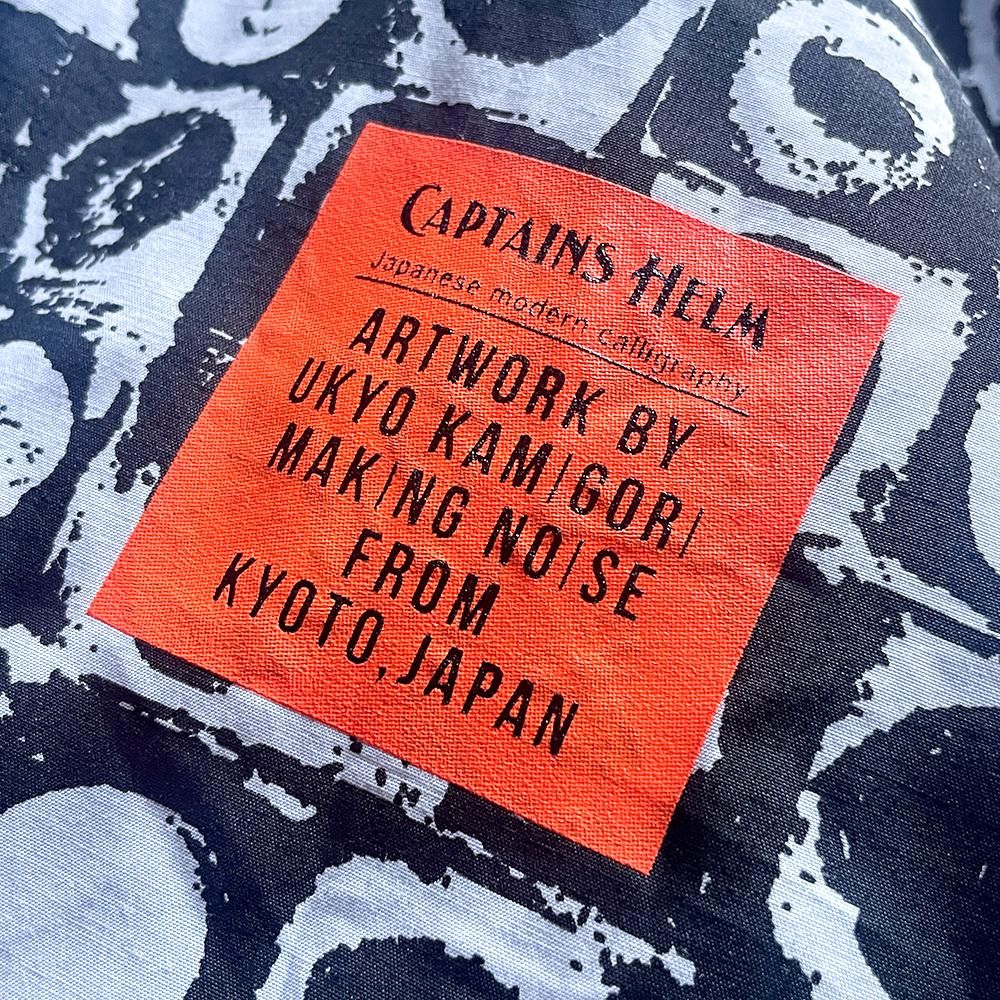 CAPTAINS HELM
Japanese modern calligraphy
ARTWORK BY
UKYO KAMIGORI
MAKING NOISE
FROM
KYOTO,JAPAN